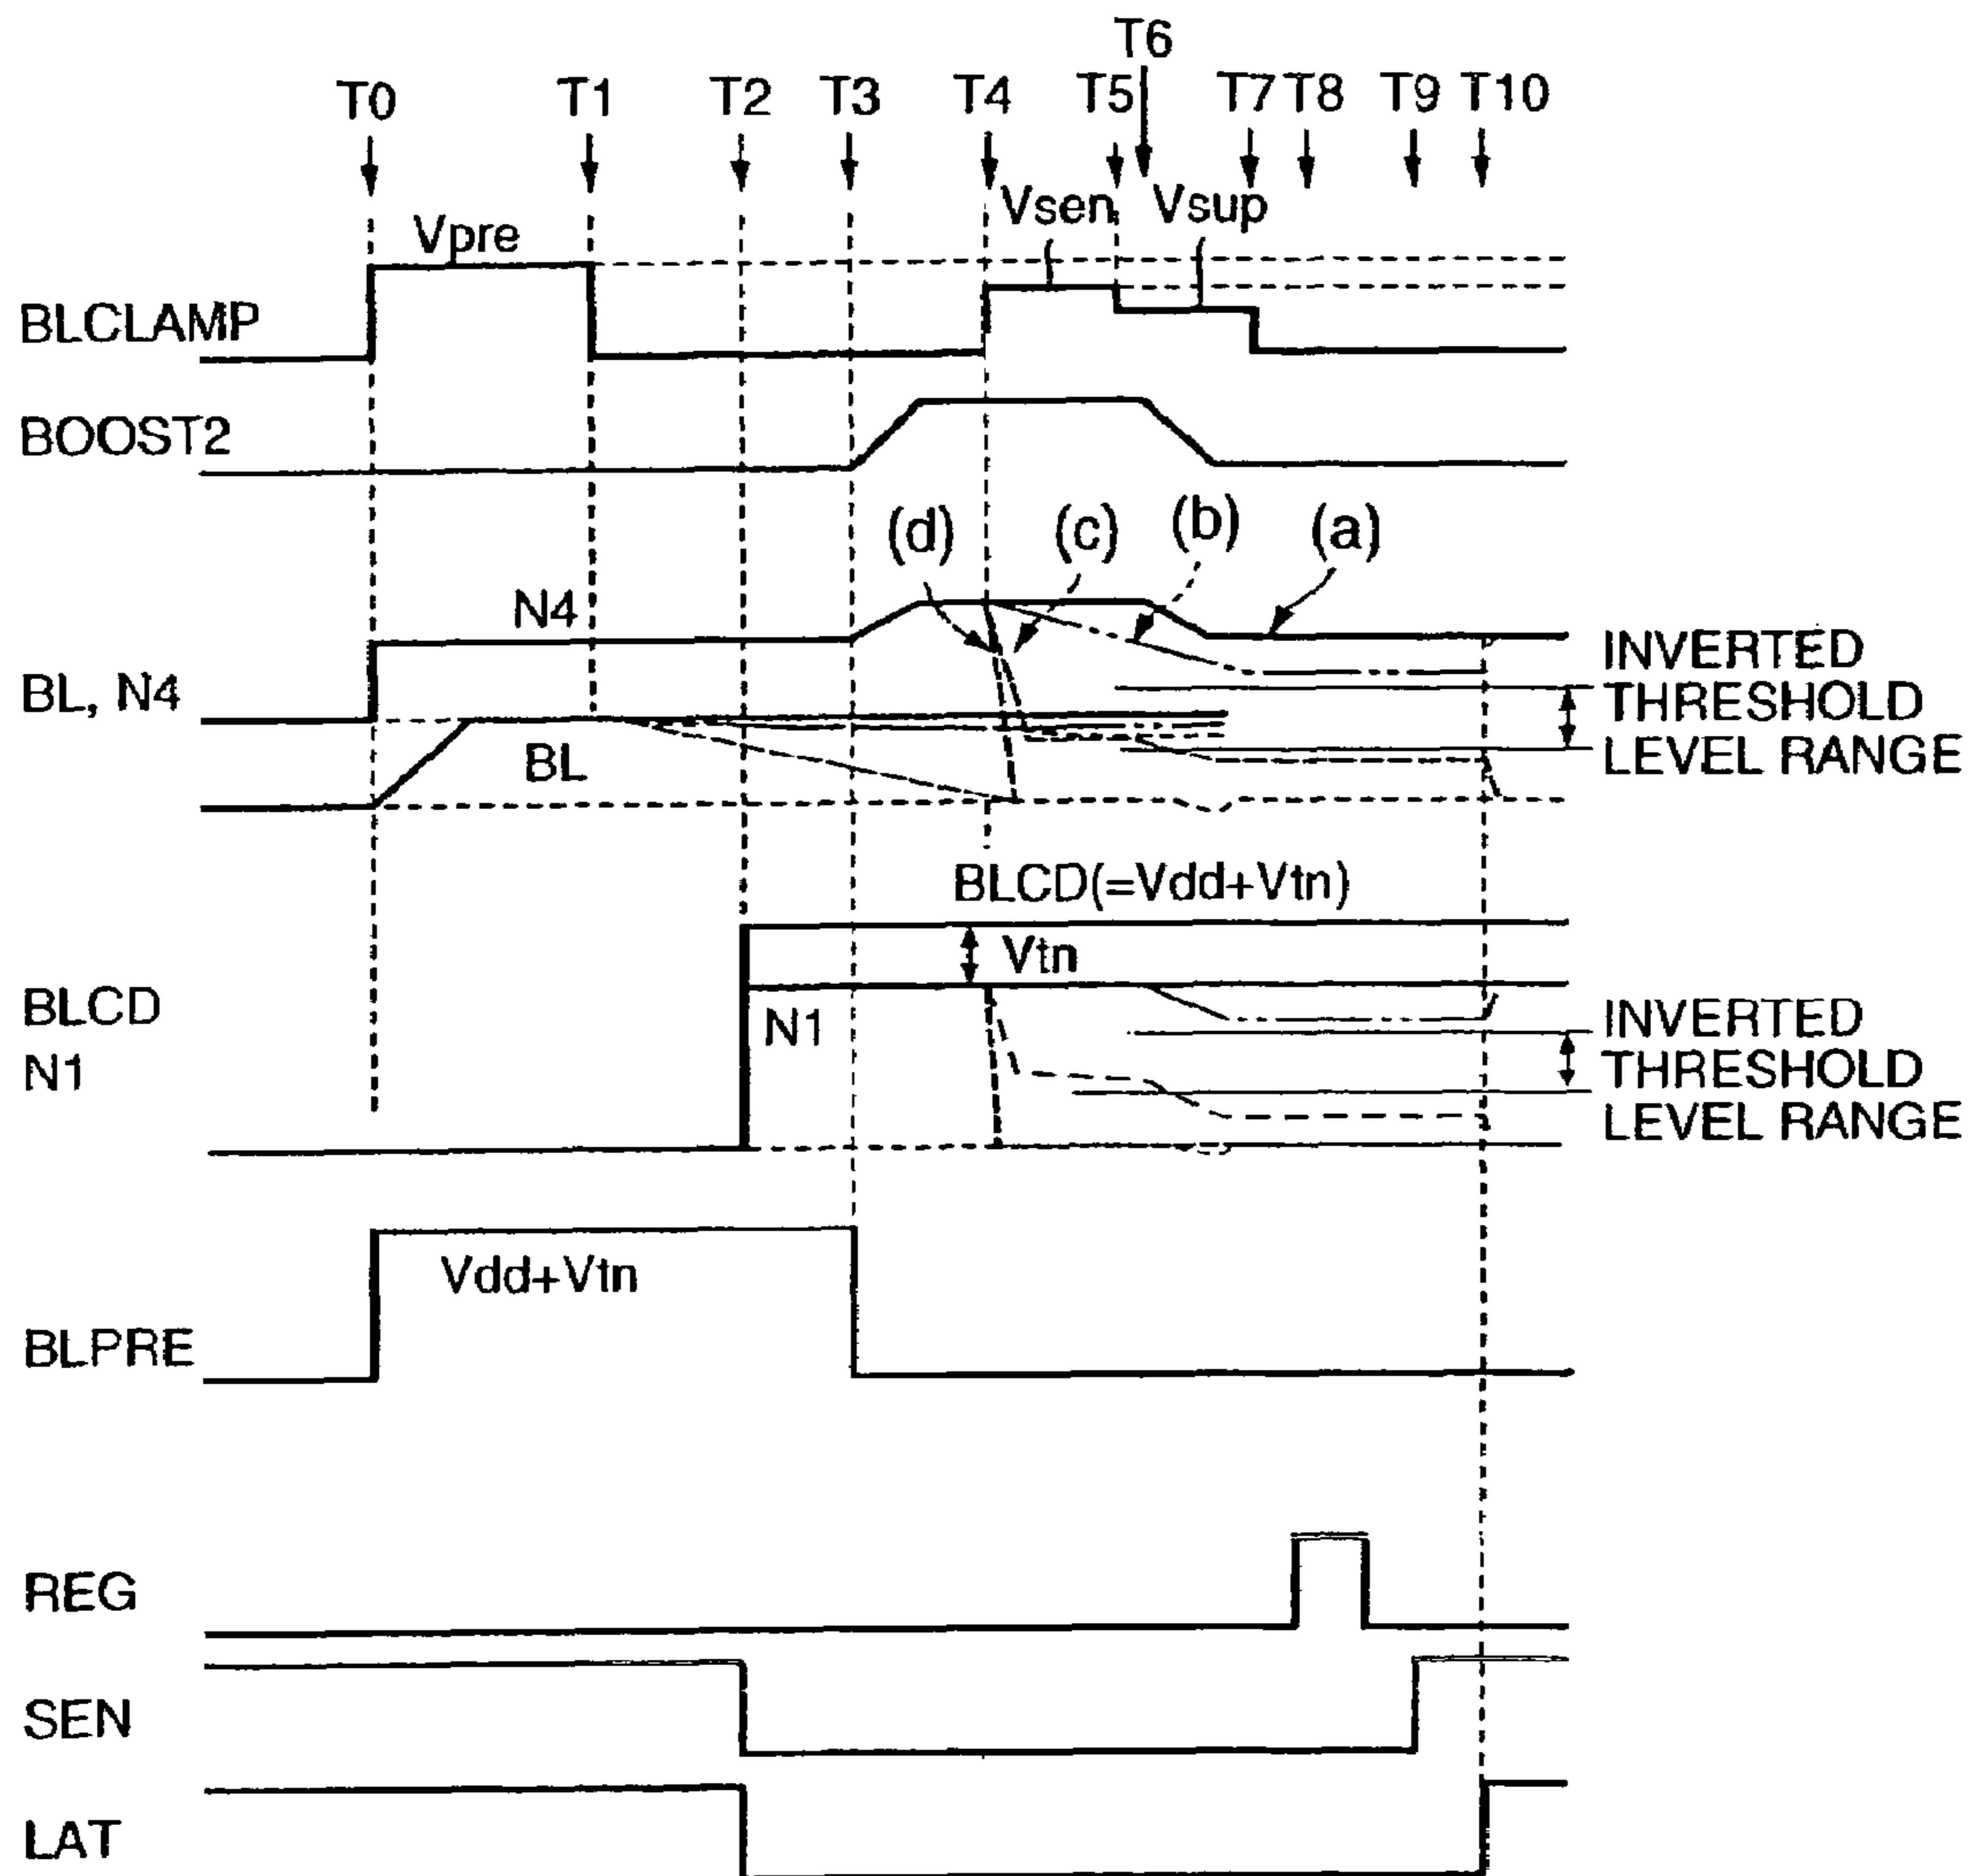 T6
T0 T1 T2 T3 T4 T5 T7 T8 T9 T10
Vpre Vsen Vsup
BLCLAMP
BOOST2
(d) (c) (b) (a)
N4
BL, N4
BL
INVERTED
THRESHOLD
LEVEL RANGE
BLCD(=Vdd+Vtn)
Vtn
BLCD
N1
N1
INVERTED
THRESHOLD
LEVEL RANGE
Vdd+Vtn
BLPRE
REG
SEN
LAT